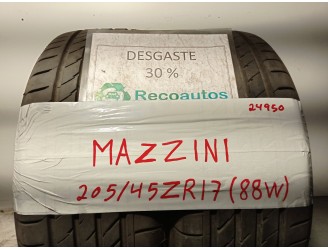 DESGASTE
30 %
Recoautos
24950
MAZZINI
205/45ZR17 (88W)